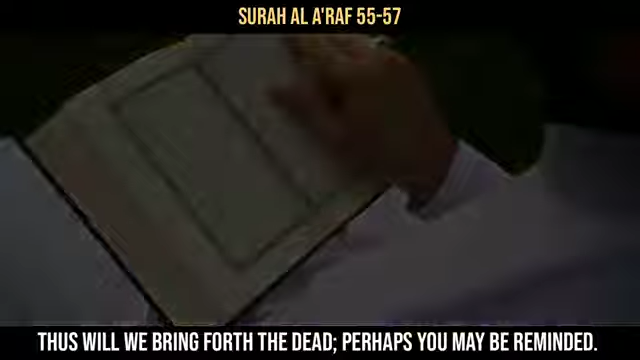 SURAH AL A'RAF 55-57
THUS WILL WE BRING FORTH THE DEAD; PERHAPS YOU MAY BE REMINDED.